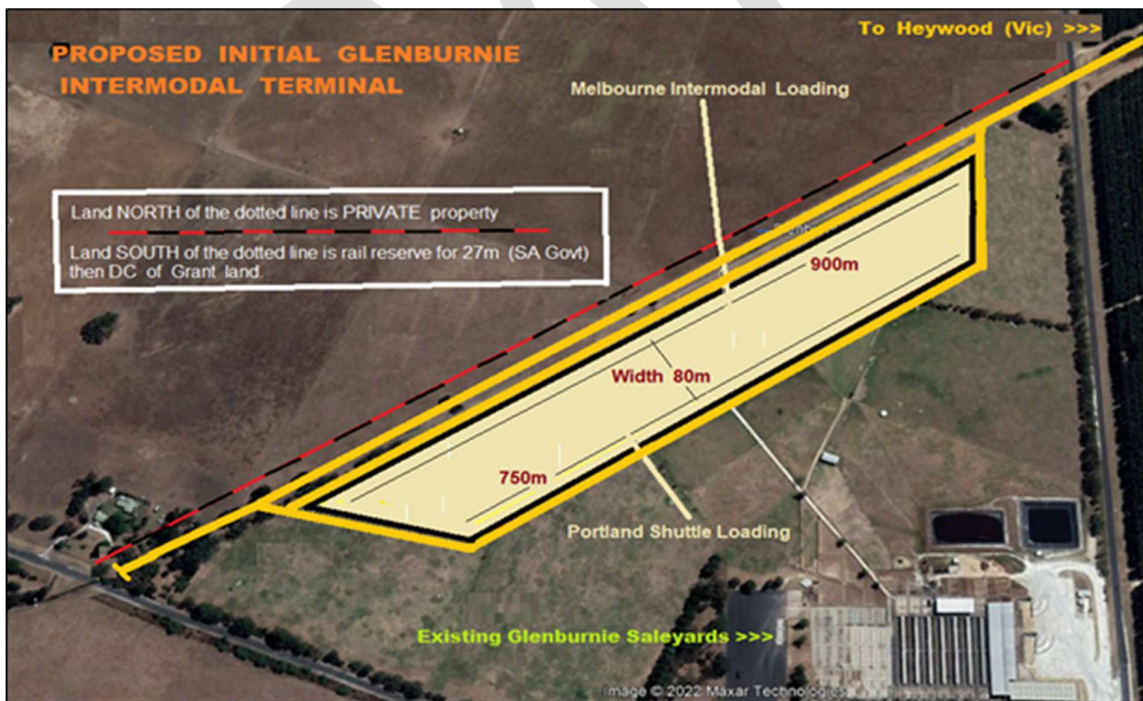 To Heywood (Vic) >>>
PROPOSED INITIAL GLENBURNIE
INTERMODAL TERMINAL
Melbourne Intermodal Loading
Land NORTH of the dotted line is PRIVATE property
Land SOUTH of the dotted line is rail reserve for 27m (SA Govt)
then DC of Grant land.
900m
Width 80m
750m
Portland Shuttle Loading
Existing Glenburnie Saleyards >>>
Image © 2022 Maxar Technologies